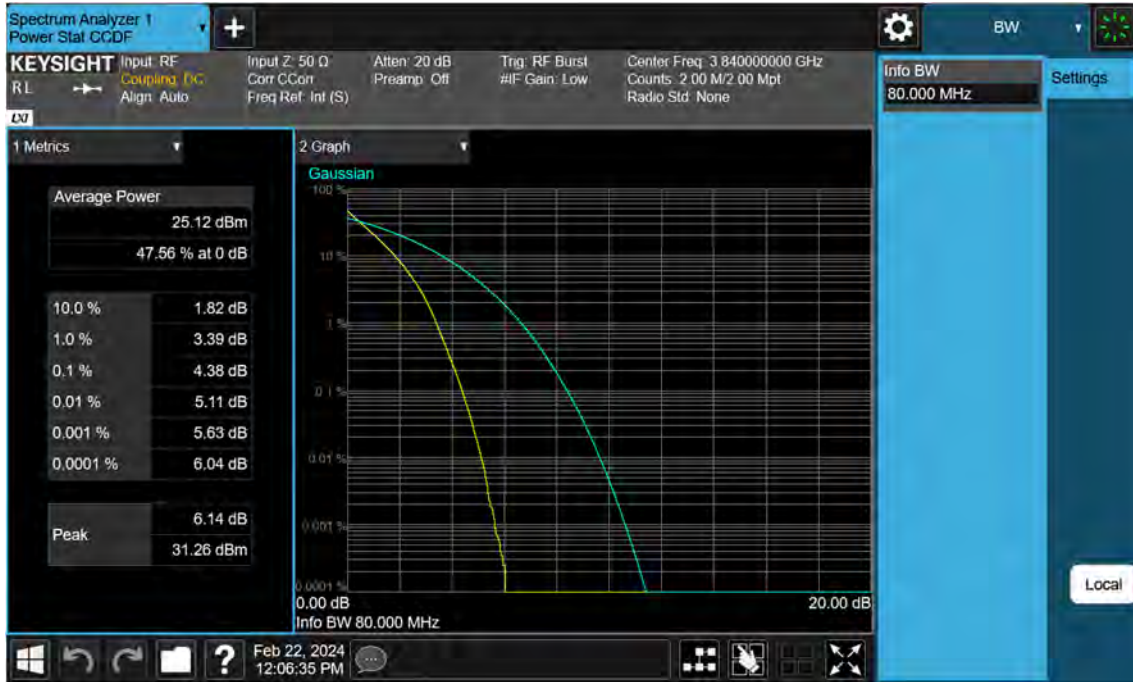 Spectrum Analyzer 1
Power Stat CCDF
BW
KEYSIGHT
RL
LXI
Input: RF
Coupling: DC
Align: Auto
Input Z: 50 Ω
Corr CCorr
Freq Ref: Int (S)
Atten: 20 dB
Preamp: Off
Trig: RF Burst
#IF Gain: Low
Center Freq: 3.840000000 GHz
Counts: 2.00 M/2.00 Mpt
Radio Std: None
Info BW
80.000 MHz
Settings
1 Metrics
Average Power
25.12 dBm
47.56 % at 0 dB
10.0 % 1.82 dB
1.0 % 3.39 dB
0.1 % 4.38 dB
0.01 % 5.11 dB
0.001 % 5.63 dB
0.0001 % 6.04 dB
Peak
6.14 dB
31.26 dBm
2 Graph
Gaussian
100 %
10 %
1 %
0.1 %
0.01 %
0.001 %
0.0001 %
0.00 dB 20.00 dB
Info BW 80.000 MHz
Local
?
Feb 22, 2024
12:06:35 PM